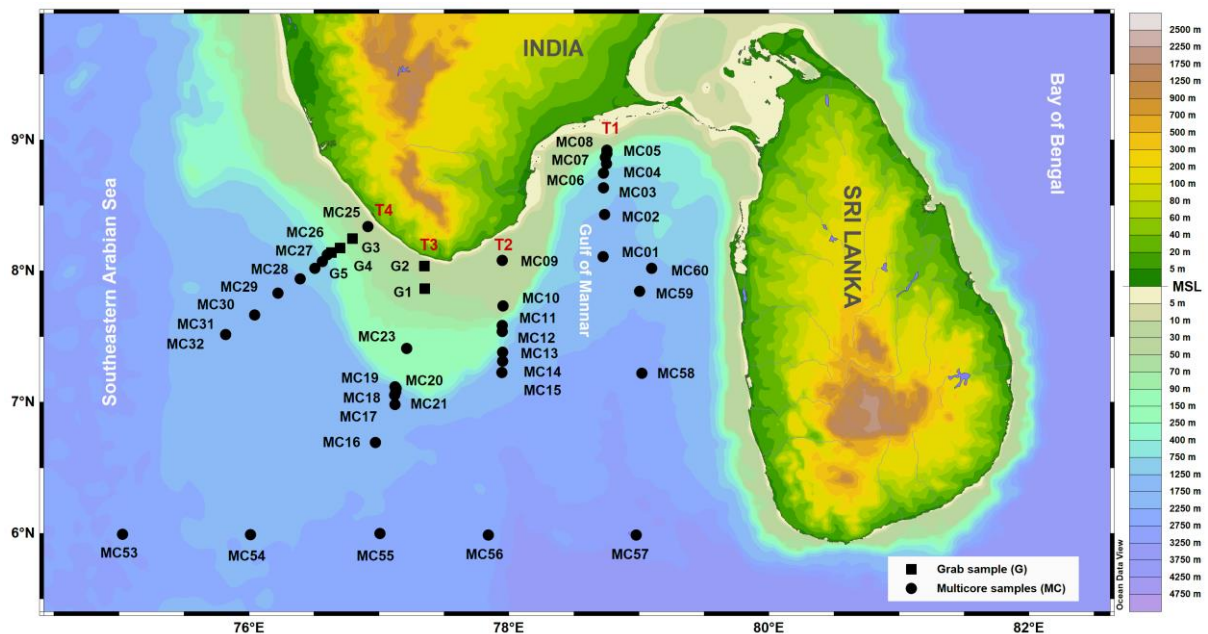 INDIA
SRI LANKA
Bay of Bengal
Southeastern Arabian Sea
Gulf of Mannar
T1
T2
T3
T4
MC08
MC07
MC06
MC05
MC04
MC03
MC02
MC01
MC60
MC59
MC58
MC25
MC26
MC27
MC28
MC29
MC30
MC31
MC32
G3
G4
G5
G2
G1
MC09
MC10
MC11
MC12
MC13
MC14
MC15
MC23
MC19
MC20
MC18
MC21
MC17
MC16
MC53
MC54
MC55
MC56
MC57
9°N
8°N
7°N
6°N
76°E
78°E
80°E
82°E
Grab sample (G)
Multicore samples (MC)
Ocean Data View
2500 m
2250 m
1750 m
1250 m
900 m
700 m
500 m
300 m
200 m
100 m
80 m
60 m
40 m
20 m
5 m
MSL
5 m
10 m
30 m
50 m
70 m
90 m
150 m
250 m
400 m
750 m
1250 m
1750 m
2250 m
2750 m
3250 m
3750 m
4250 m
4750 m